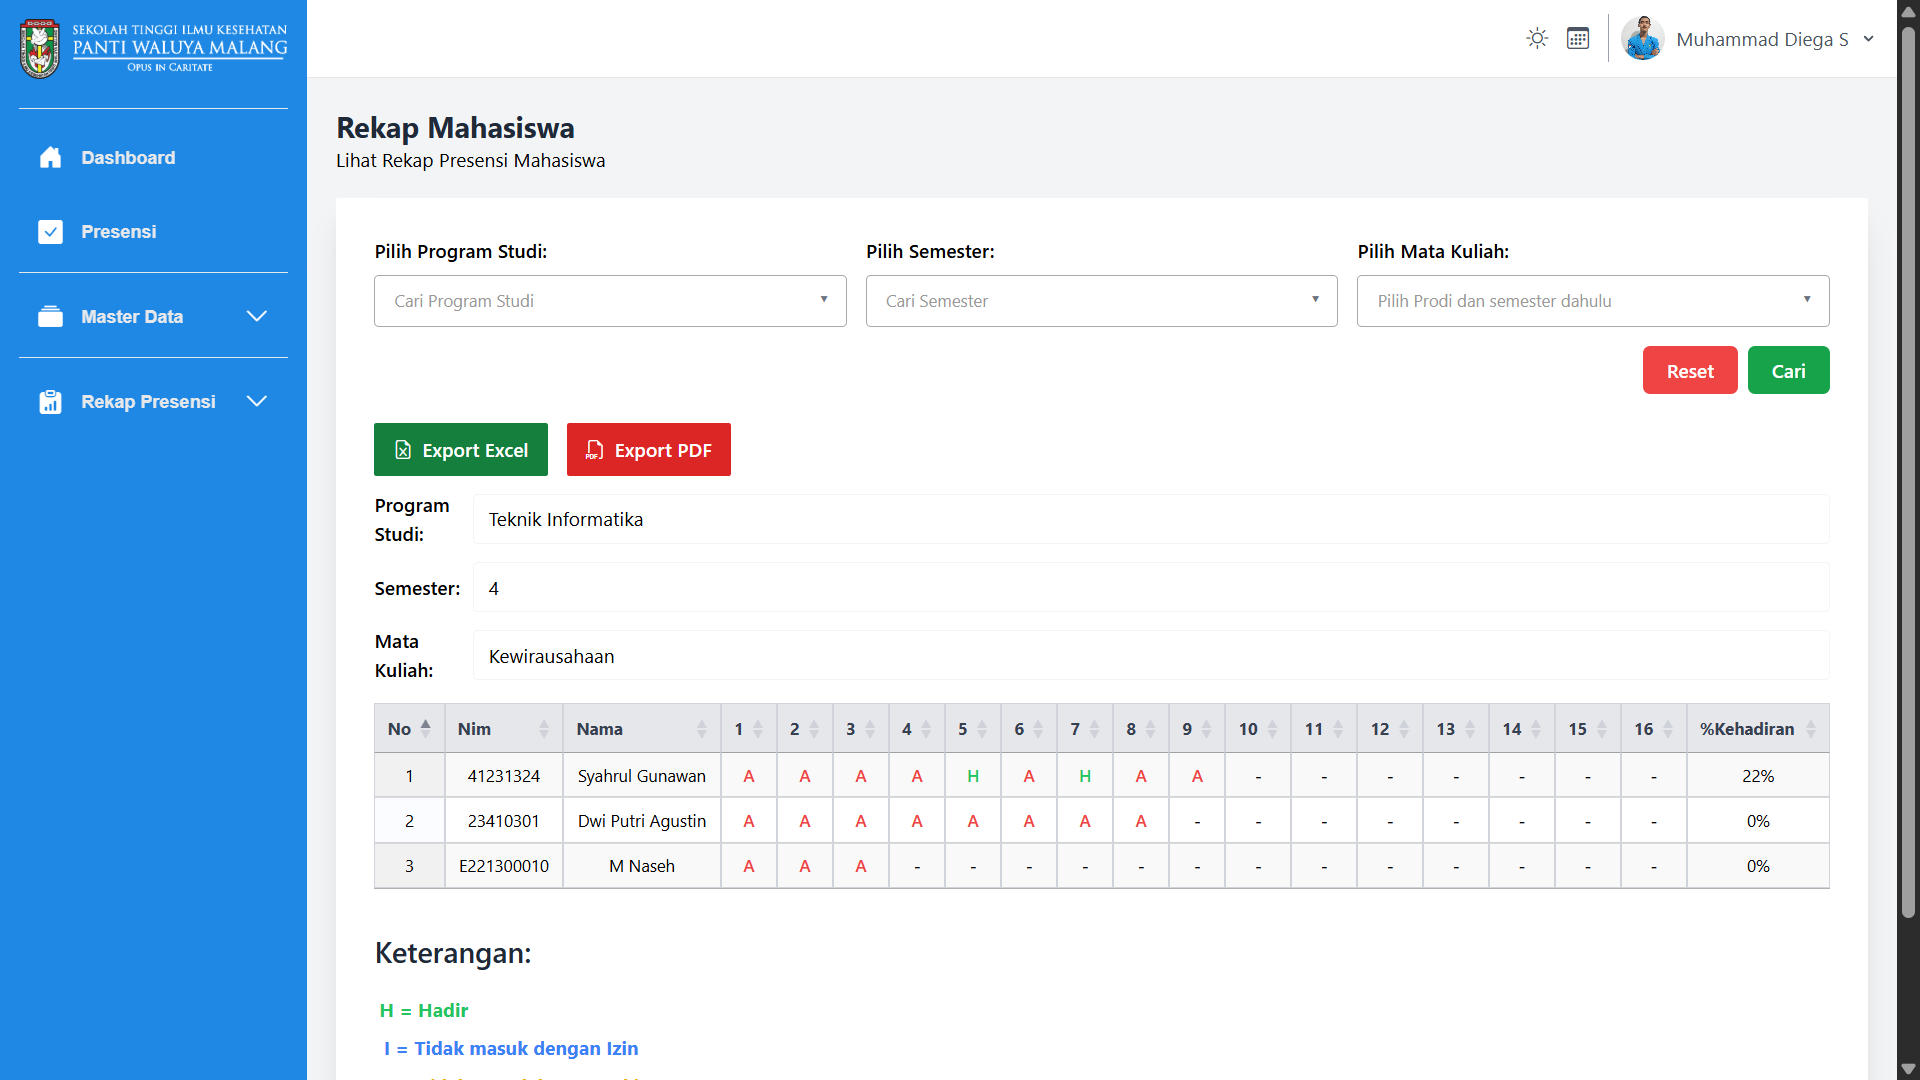 SEKOLAH TINGGI ILMU KESEHATAN
PANTI WALUYA MALANG
OPUS IN CARITATE
Muhammad Diega S
Dashboard
Presensi
Master Data
Rekap Presensi
Rekap Mahasiswa
Lihat Rekap Presensi Mahasiswa
Pilih Program Studi: Pilih Semester: Pilih Mata Kuliah:
Cari Program Studi Cari Semester Pilih Prodi dan semester dahulu
Reset Cari
Export Excel PDF Export PDF
Program Studi: Teknik Informatika
Semester: 4
Mata Kuliah: Kewirausahaan
No Nim Nama 1 2 3 4 5 6 7 8 9 10 11 12 13 14 15 16 %Kehadiran
1 41231324 Syahrul Gunawan A A A A H A H A A - - - - - - - 22%
2 23410301 Dwi Putri Agustin A A A A A A A A - - - - - - - - 0%
3 E221300010 M Naseh A A A - - - - - - - - - - - - - 0%
Keterangan:
H = Hadir
I = Tidak masuk dengan Izin